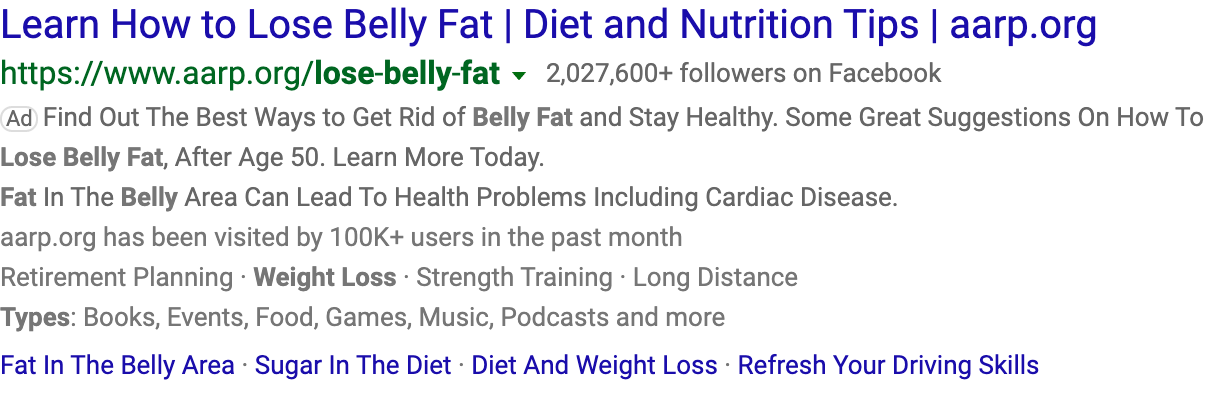 Learn How to Lose Belly Fat | Diet and Nutrition Tips | aarp.org
https://www.aarp.org/lose-belly-fat 2,027,600+ followers on Facebook
Ad Find Out The Best Ways to Get Rid of Belly Fat and Stay Healthy. Some Great Suggestions On How To
Lose Belly Fat, After Age 50. Learn More Today.
Fat In The Belly Area Can Lead To Health Problems Including Cardiac Disease.
aarp.org has been visited by 100K+ users in the past month
Retirement Planning · Weight Loss · Strength Training · Long Distance
Types: Books, Events, Food, Games, Music, Podcasts and more
Fat In The Belly Area · Sugar In The Diet · Diet And Weight Loss · Refresh Your Driving Skills